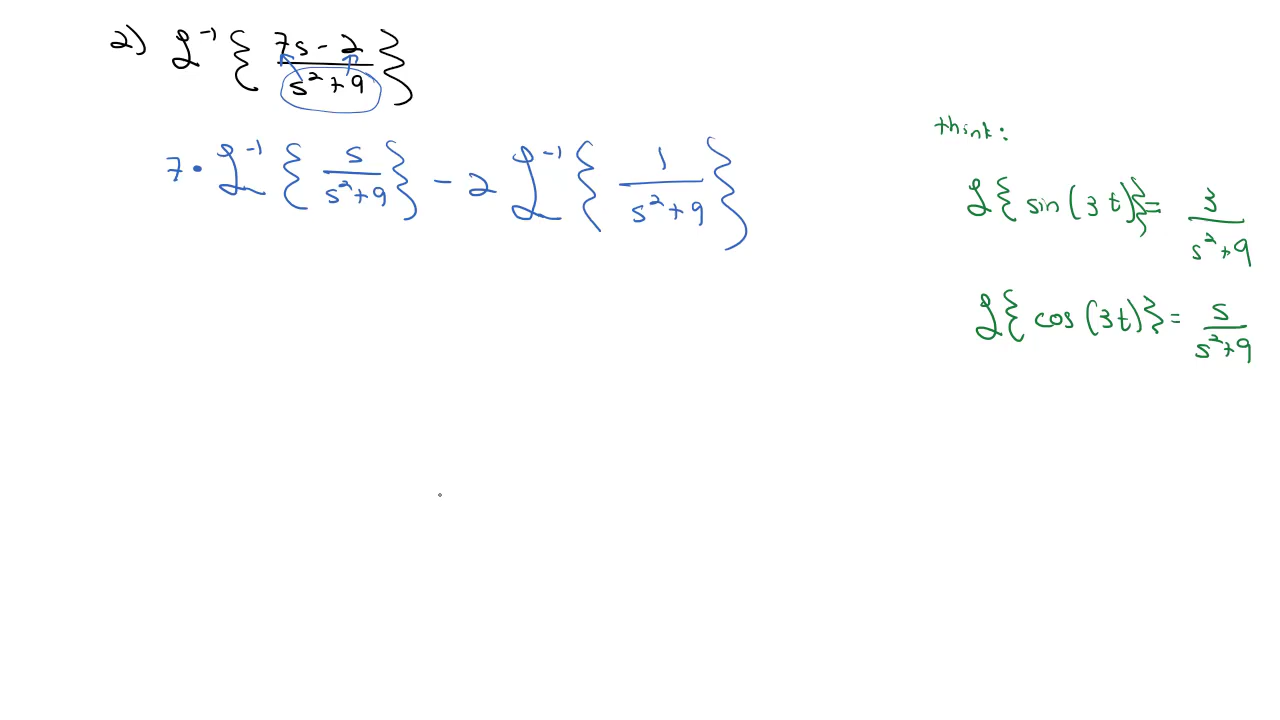 2) ℒ⁻¹ { (7s - 2)/(s² + 9) }
7 · ℒ⁻¹ { s/(s² + 9) } - 2 ℒ⁻¹ { 1/(s² + 9) }
think:
ℒ{ sin(3t) } = 3/(s² + 9)
ℒ{ cos(3t) } = s/(s² + 9)